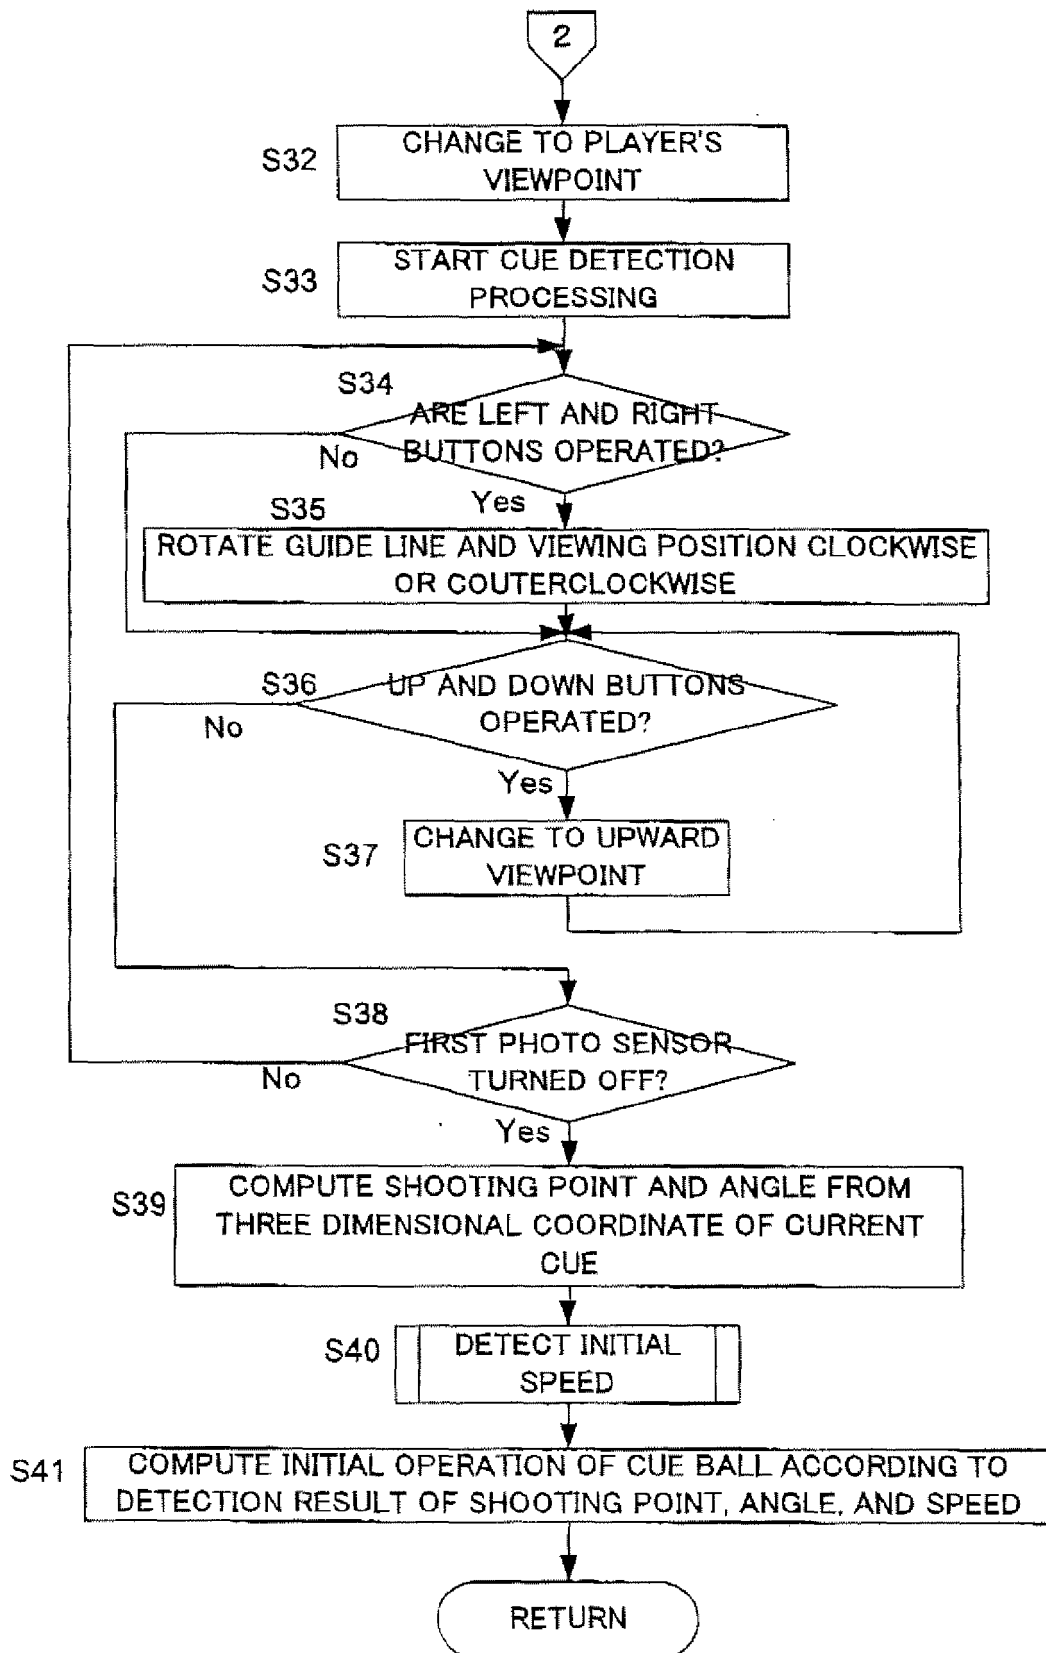 2
S32
CHANGE TO PLAYER'S
VIEWPOINT
S33
START CUE DETECTION
PROCESSING
S34
ARE LEFT AND RIGHT
BUTTONS OPERATED?
No
Yes
S35
ROTATE GUIDE LINE AND VIEWING POSITION CLOCKWISE
OR COUTERCLOCKWISE
S36
UP AND DOWN BUTTONS
OPERATED?
No
Yes
S37
CHANGE TO UPWARD
VIEWPOINT
S38
FIRST PHOTO SENSOR
TURNED OFF?
No
Yes
S39
COMPUTE SHOOTING POINT AND ANGLE FROM
THREE DIMENSIONAL COORDINATE OF CURRENT
CUE
S40
DETECT INITIAL
SPEED
S41
COMPUTE INITIAL OPERATION OF CUE BALL ACCORDING TO
DETECTION RESULT OF SHOOTING POINT, ANGLE, AND SPEED
RETURN